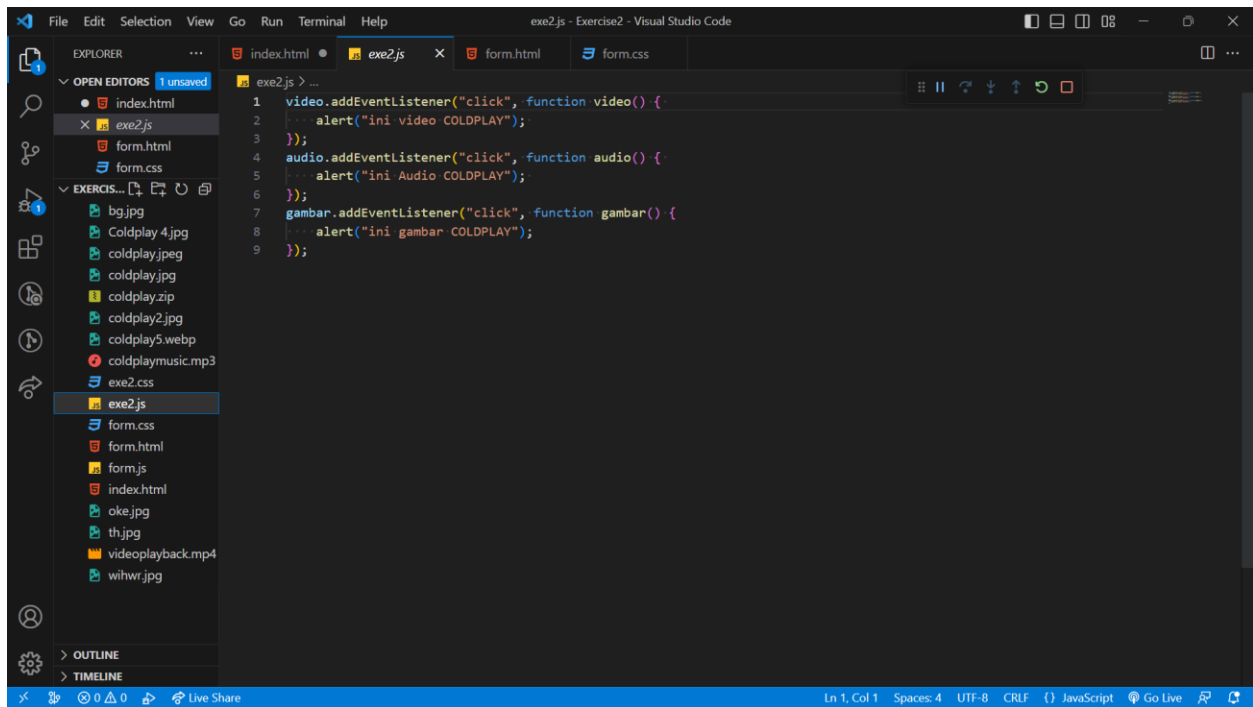 File Edit Selection View Go Run Terminal Help exe2.js - Exercise2 - Visual Studio Code
EXPLORER
index.html exe2.js form.html form.css
OPEN EDITORS 1 unsaved
index.html
exe2.js
form.html
form.css
EXERCIS...
bg.jpg
Coldplay 4.jpg
coldplay.jpeg
coldplay.jpg
coldplay.zip
coldplay2.jpg
coldplay5.webp
coldplaymusic.mp3
exe2.css
exe2.js
form.css
form.html
form.js
index.html
oke.jpg
th.jpg
videoplayback.mp4
wihwr.jpg
OUTLINE
TIMELINE
JS exe2.js > ...
1 video.addEventListener("click", function video() {
2     alert("ini video COLDPLAY");
3 });
4 audio.addEventListener("click", function audio() {
5     alert("ini Audio COLDPLAY");
6 });
7 gambar.addEventListener("click", function gambar() {
8     alert("ini gambar COLDPLAY");
9 });
0 0 Live Share Ln 1, Col 1 Spaces: 4 UTF-8 CRLF {} JavaScript Go Live